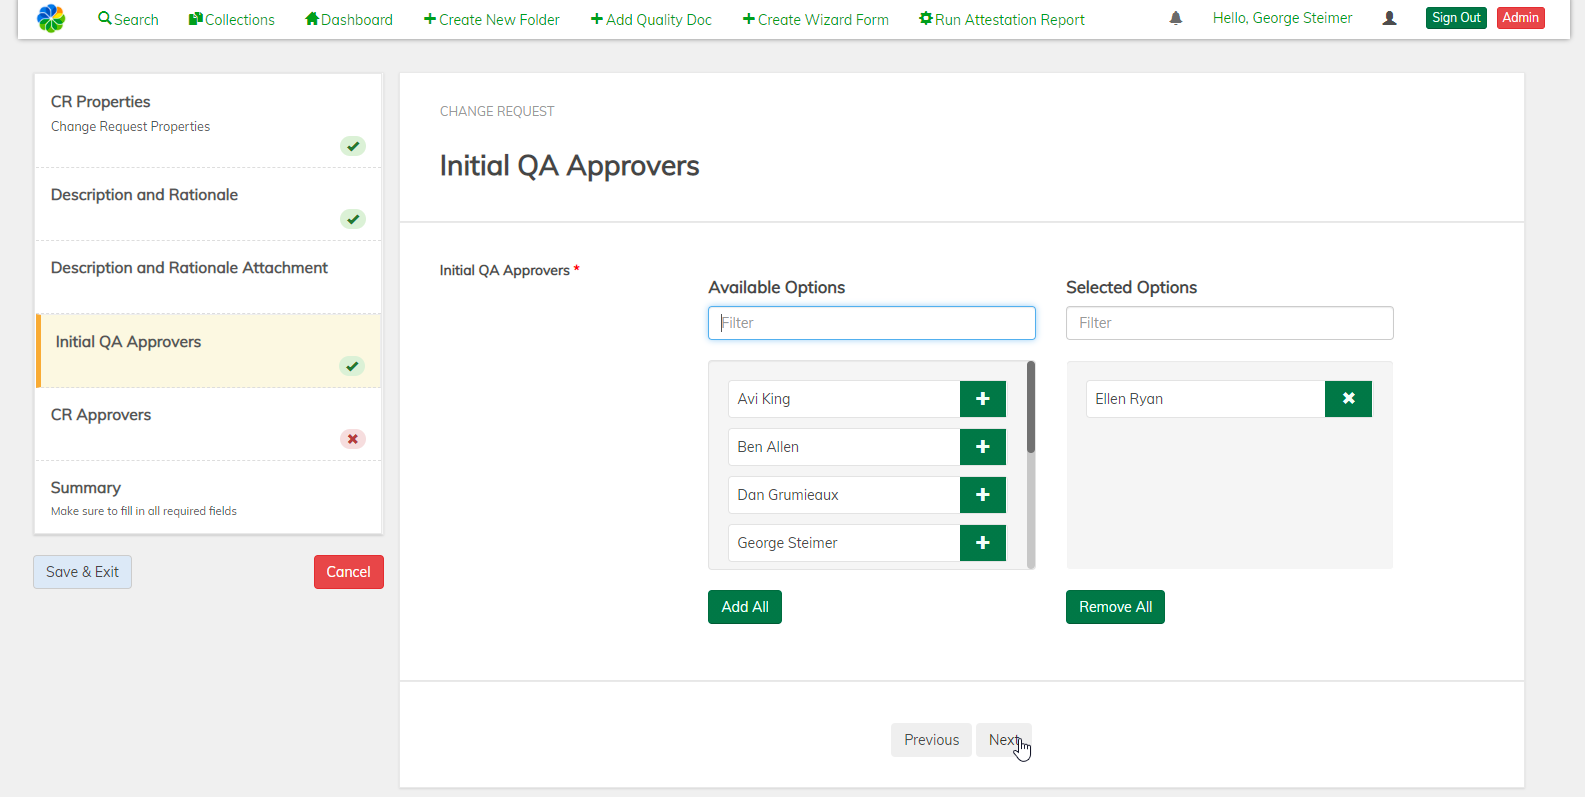 Search Collections Dashboard Create New Folder Add Quality Doc Create Wizard Form Run Attestation Report Hello, George Steimer Sign Out Admin
CR Properties
Change Request Properties
Description and Rationale
Description and Rationale Attachment
Initial QA Approvers
CR Approvers
Summary
Make sure to fill in all required fields
Save & Exit Cancel
CHANGE REQUEST
Initial QA Approvers
Initial QA Approvers *
Available Options
Filter
Avi King
Ben Allen
Dan Grumieaux
George Steimer
Add All
Selected Options
Filter
Ellen Ryan
Remove All
Previous Next